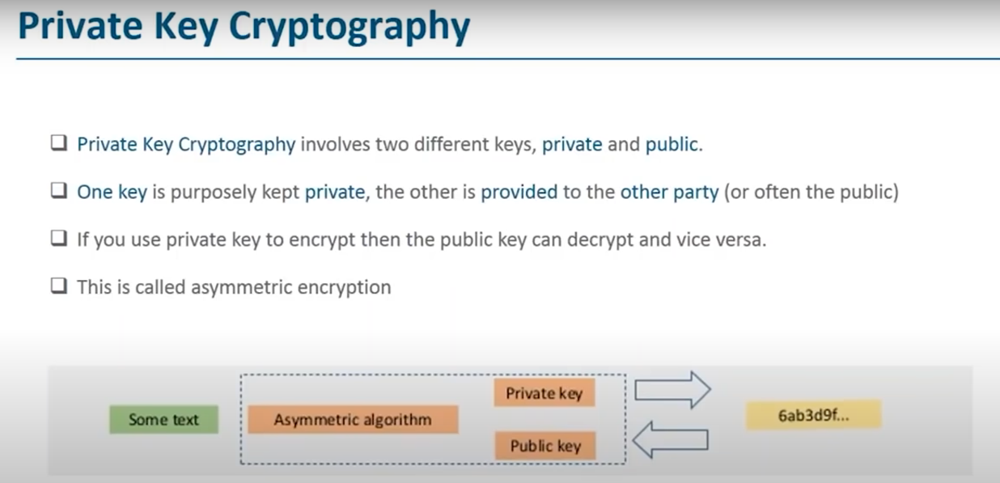 Private Key Cryptography
❑ Private Key Cryptography involves two different keys, private and public.
❑ One key is purposely kept private, the other is provided to the other party (or often the public)
❑ If you use private key to encrypt then the public key can decrypt and vice versa.
❑ This is called asymmetric encryption
Some text
Asymmetric algorithm
Private key
Public key
6ab3d9f...